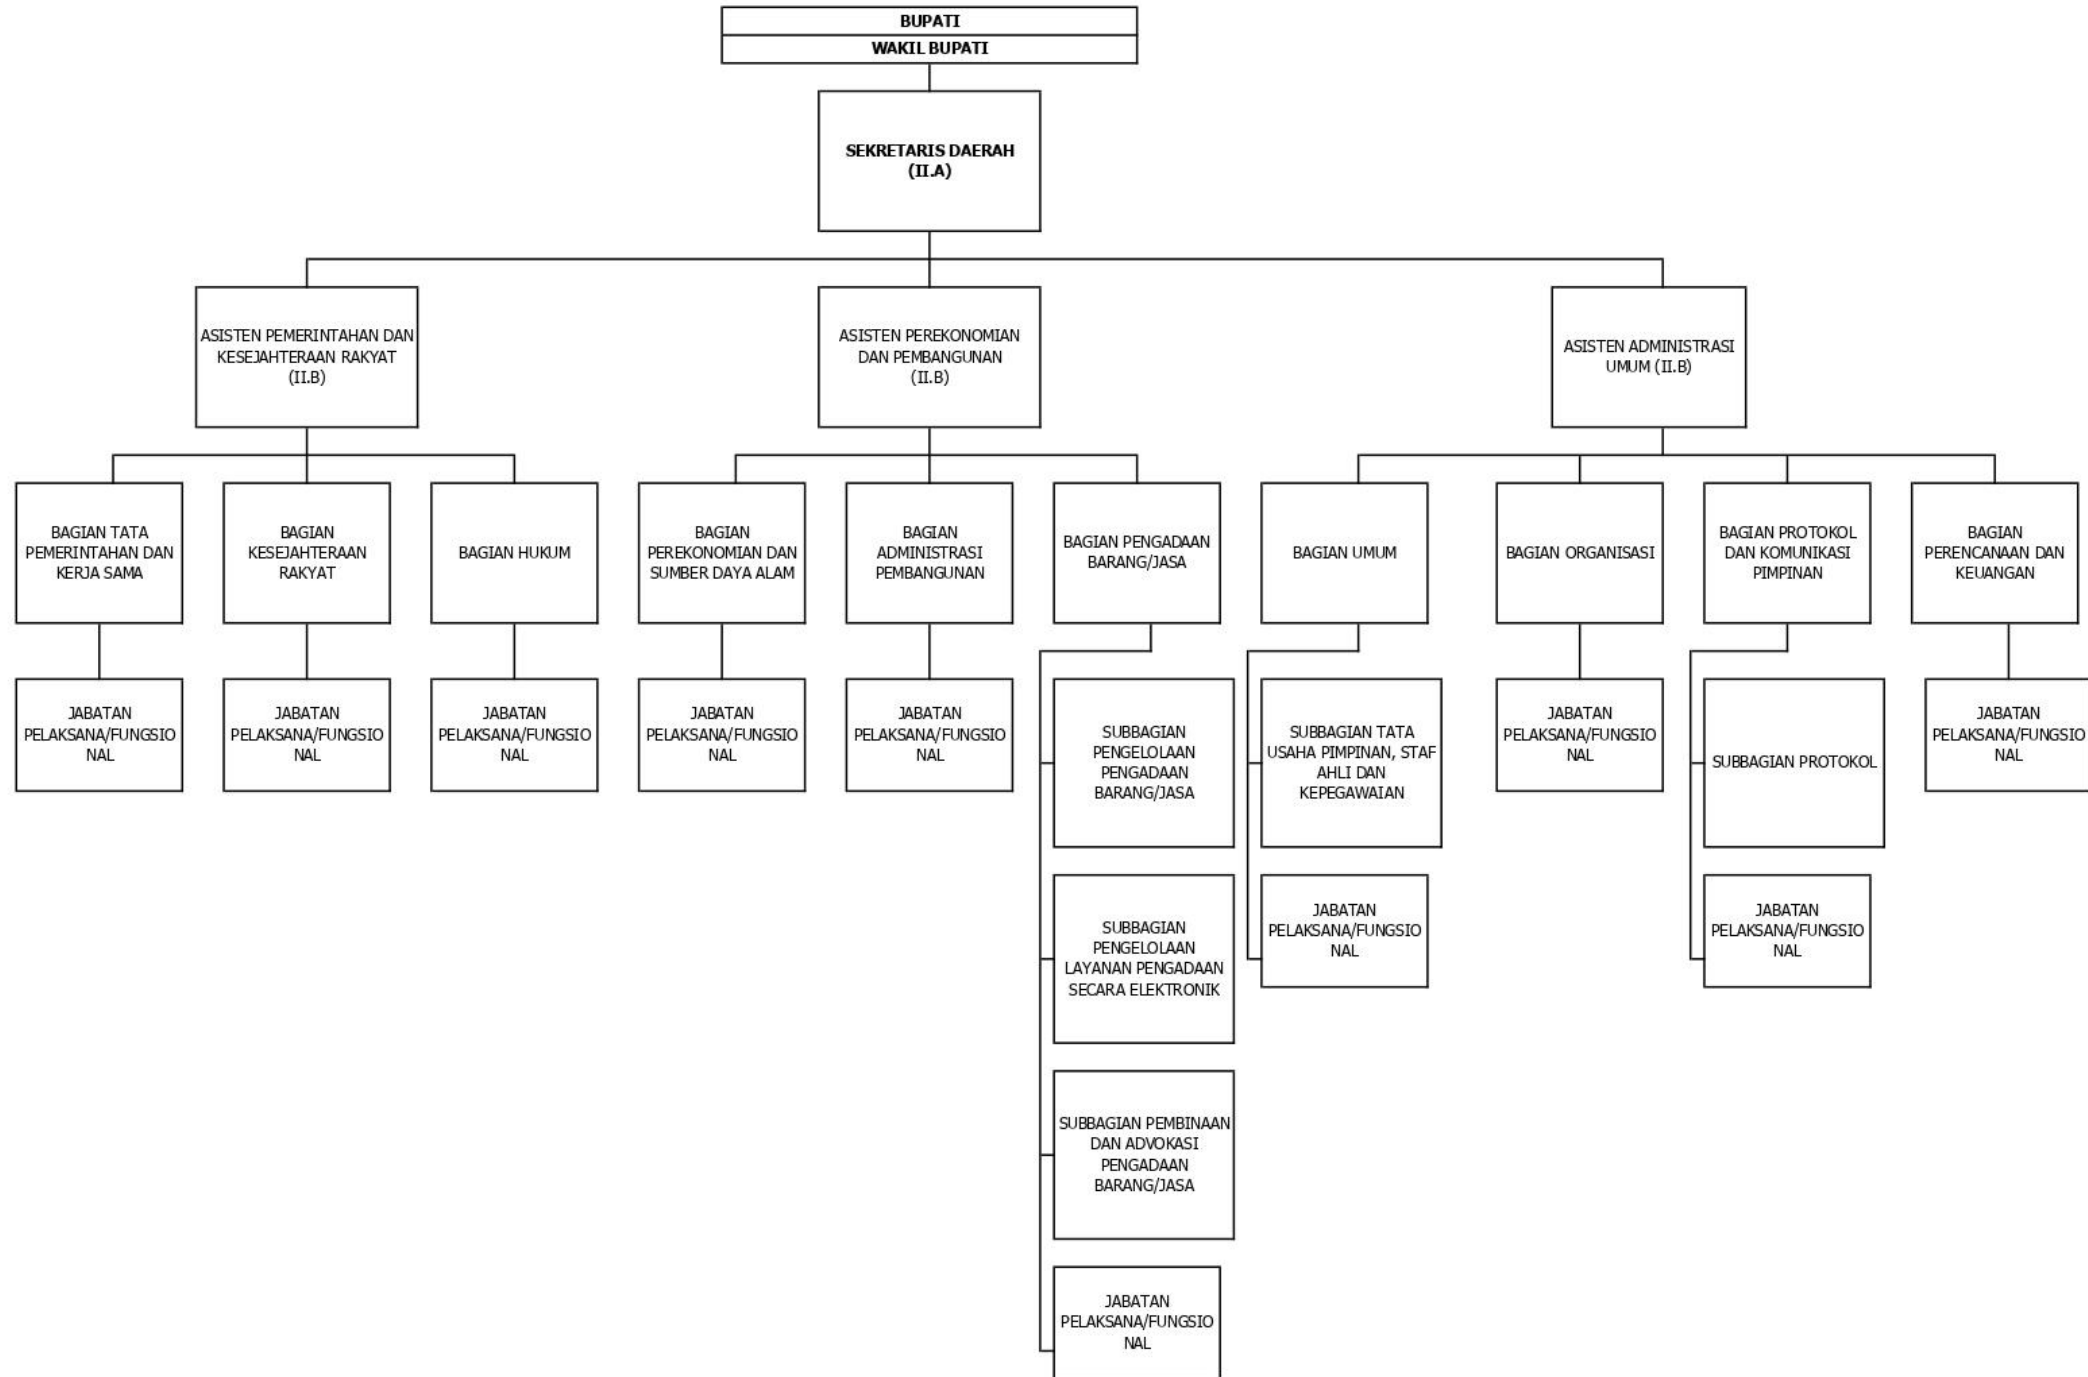 BUPATI
WAKIL BUPATI
SEKRETARIS DAERAH
(II.A)
ASISTEN PEMERINTAHAN DAN
KESEJAHTERAAN RAKYAT
(II.B)
ASISTEN PEREKONOMIAN
DAN PEMBANGUNAN
(II.B)
ASISTEN ADMINISTRASI
UMUM (II.B)
BAGIAN TATA
PEMERINTAHAN DAN
KERJA SAMA
BAGIAN
KESEJAHTERAAN
RAKYAT
BAGIAN HUKUM
BAGIAN
PEREKONOMIAN DAN
SUMBER DAYA ALAM
BAGIAN
ADMINISTRASI
PEMBANGUNAN
BAGIAN PENGADAAN
BARANG/JASA
BAGIAN UMUM
BAGIAN ORGANISASI
BAGIAN PROTOKOL
DAN KOMUNIKASI
PIMPINAN
BAGIAN
PERENCANAAN DAN
KEUANGAN
JABATAN
PELAKSANA/FUNGSIO
NAL
JABATAN
PELAKSANA/FUNGSIO
NAL
JABATAN
PELAKSANA/FUNGSIO
NAL
JABATAN
PELAKSANA/FUNGSIO
NAL
JABATAN
PELAKSANA/FUNGSIO
NAL
SUBBAGIAN
PENGELOLAAN
PENGADAAN
BARANG/JASA
SUBBAGIAN TATA
USAHA PIMPINAN, STAF
AHLI DAN
KEPEGAWAIAN
JABATAN
PELAKSANA/FUNGSIO
NAL
SUBBAGIAN PROTOKOL
JABATAN
PELAKSANA/FUNGSIO
NAL
SUBBAGIAN
PENGELOLAAN
LAYANAN PENGADAAN
SECARA ELEKTRONIK
JABATAN
PELAKSANA/FUNGSIO
NAL
JABATAN
PELAKSANA/FUNGSIO
NAL
SUBBAGIAN PEMBINAAN
DAN ADVOKASI
PENGADAAN
BARANG/JASA
JABATAN
PELAKSANA/FUNGSIO
NAL